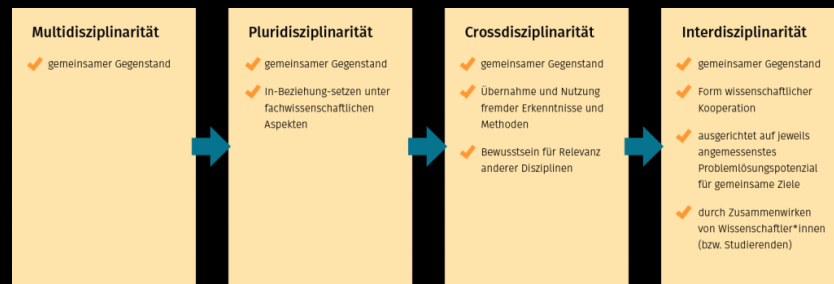 Multidisziplinarität
gemeinsamer Gegenstand
Pluridisziplinarität
gemeinsamer Gegenstand
In-Beziehung-setzen unter
fachwissenschaftlichen
Aspekten
Crossdisziplinarität
gemeinsamer Gegenstand
Übernahme und Nutzung
fremder Erkenntnisse und
Methoden
Bewusstsein für Relevanz
anderer Disziplinen
Interdisziplinarität
gemeinsamer Gegenstand
Form wissenschaftlicher
Kooperation
ausgerichtet auf jeweils
angemessenstes
Problemlösungspotenzial
für gemeinsame Ziele
durch Zusammenwirken
von Wissenschaftler*innen
(bzw. Studierenden)